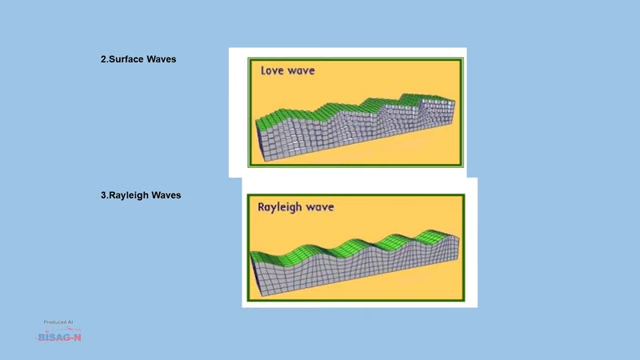 2.Surface Waves
Love wave
3.Rayleigh Waves
Rayleigh wave
Produced At
BISAG-N